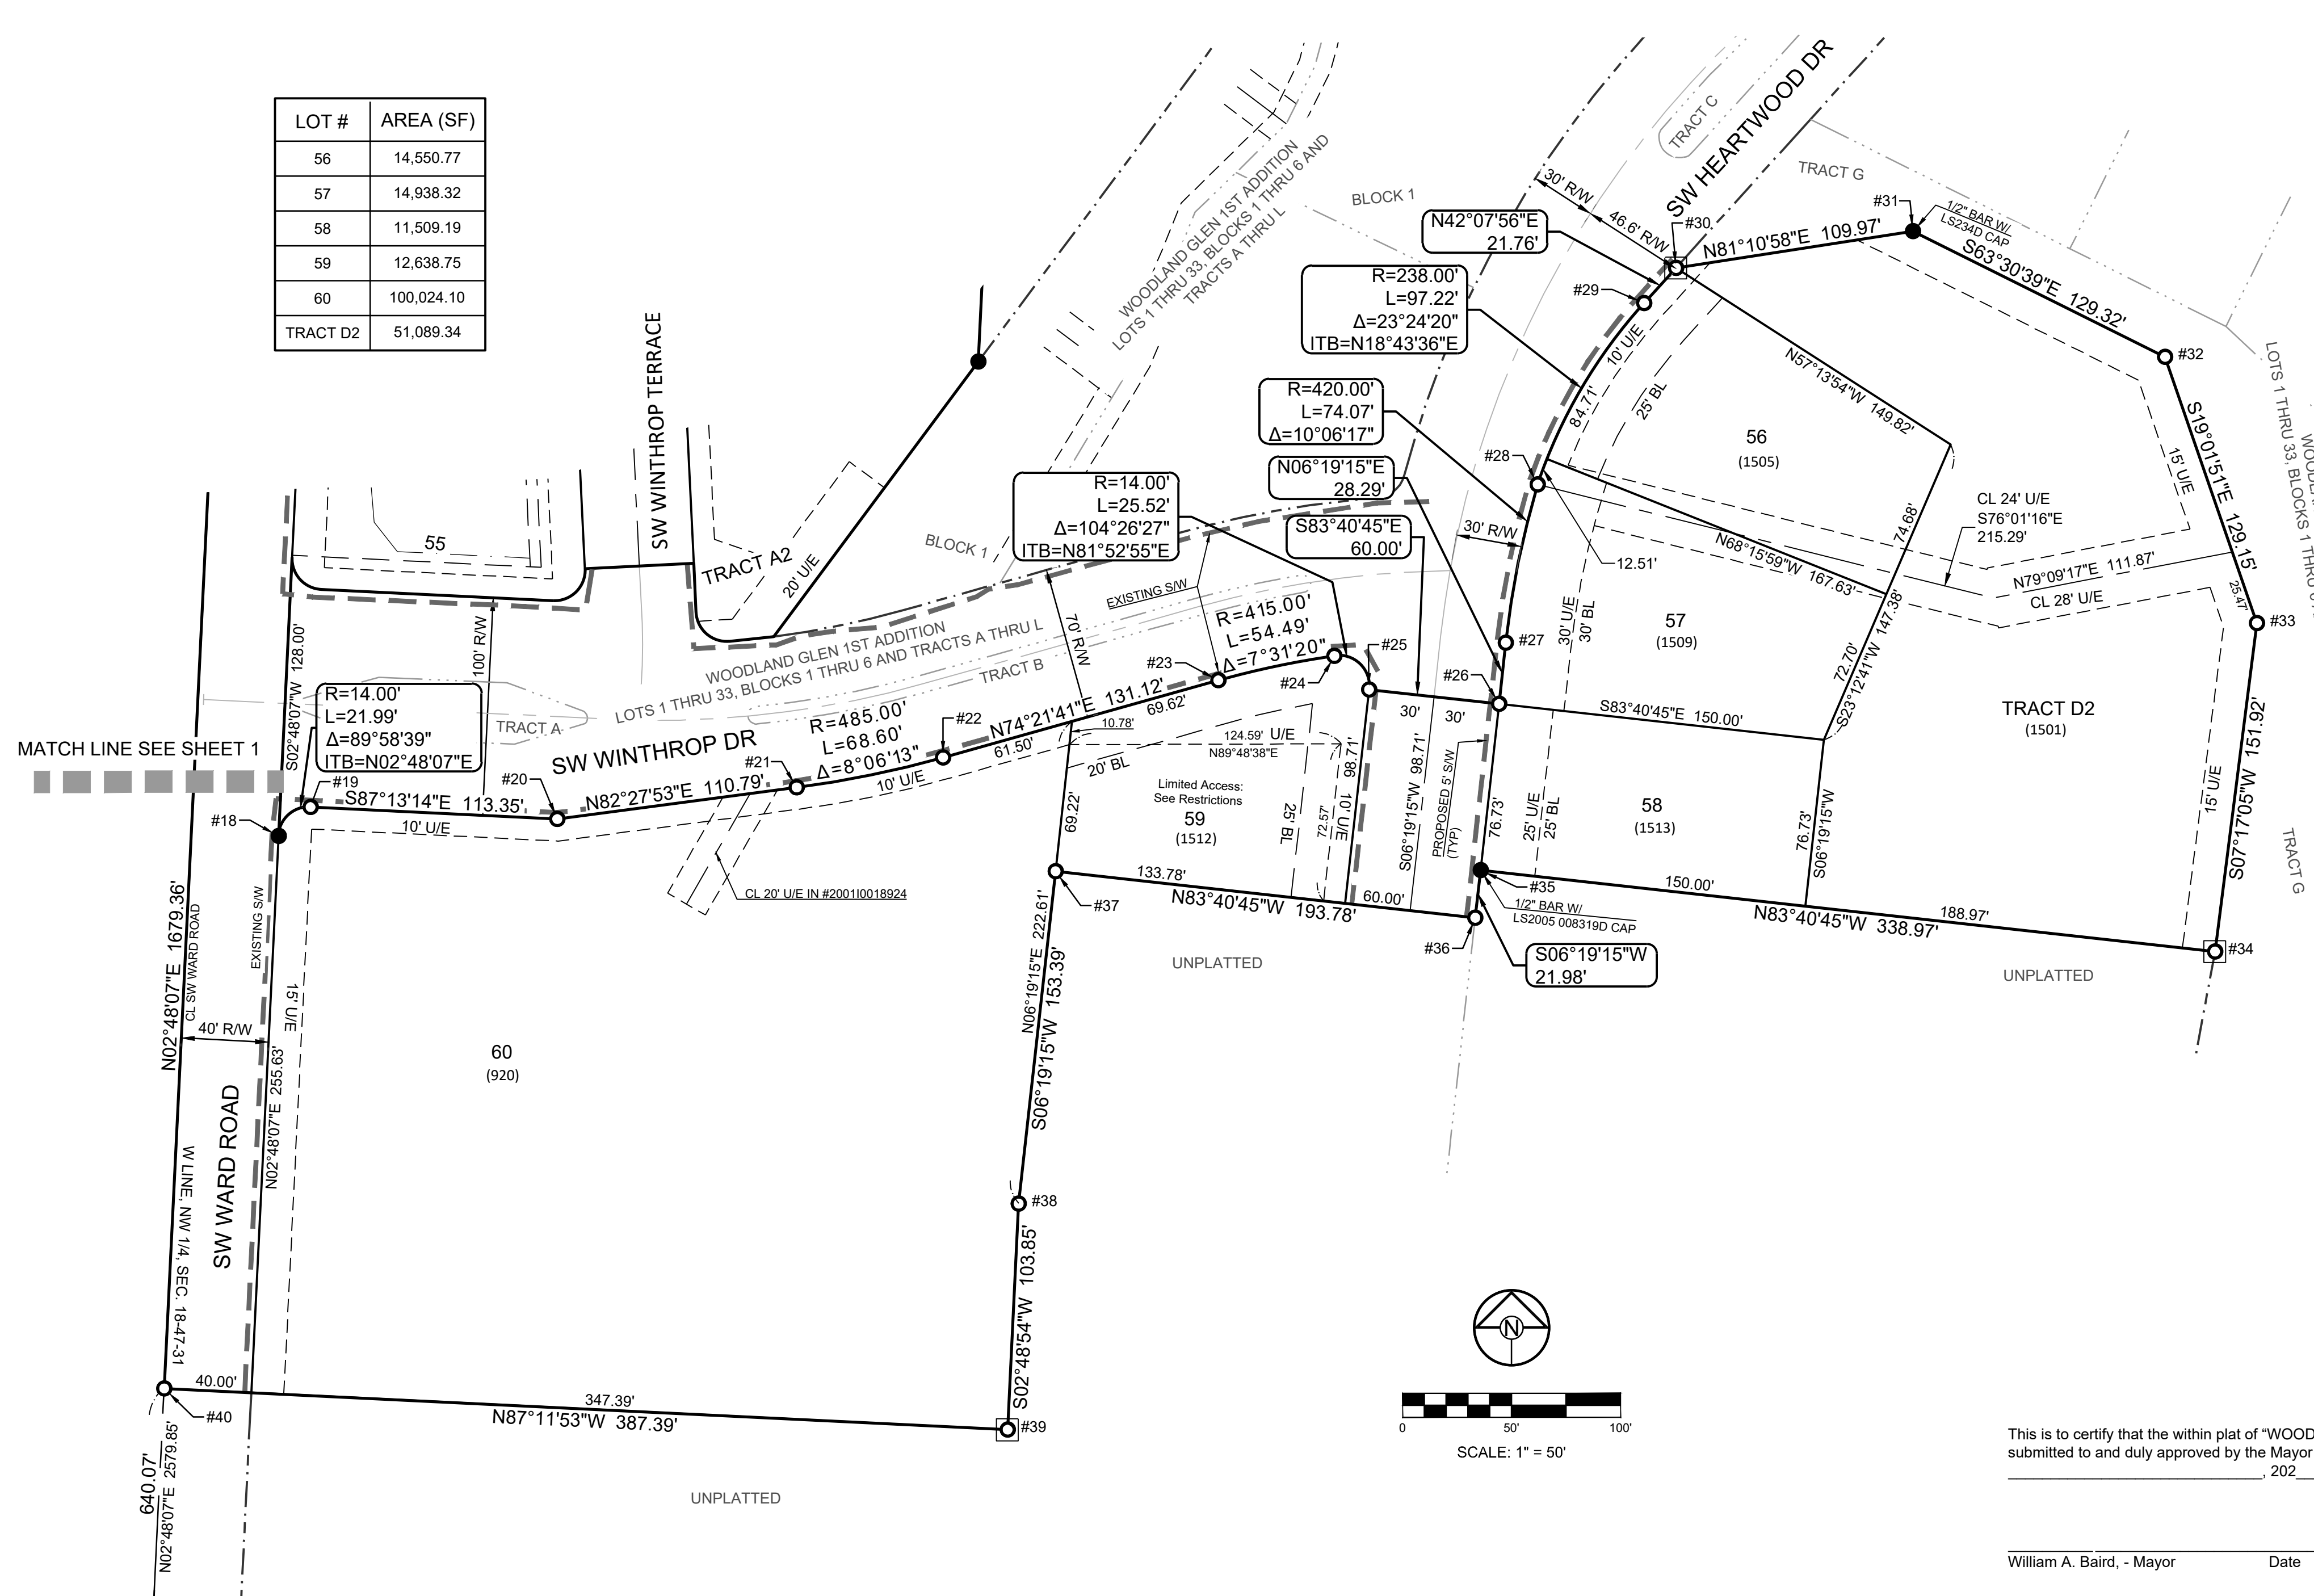 LOT # AREA (SF)
56 14,550.77
57 14,938.32
58 11,509.19
59 12,638.75
60 100,024.10
TRACT D2 51,089.34
SW WINTHROP TERRACE
55
TRACT A2
20' U/E
WOODLAND GLEN 1ST ADDITION
LOTS 1 THRU 33, BLOCKS 1 THRU 6 AND
TRACTS A THRU L
BLOCK 1
BLOCK 1
SW HEARTWOOD DR
TRACT C
TRACT G
30' R/W
46.6' R/W
#30
#31
1/2" BAR W/
LS234D CAP
N81°10'58"E 109.97'
S63°30'39"E 129.32'
#32
N42°07'56"E
21.76'
#29
R=238.00'
L=97.22'
Δ=23°24'20"
ITB=N18°43'36"E
R=420.00'
L=74.07'
Δ=10°06'17"
N06°19'15"E
28.29'
S83°40'45"E
60.00'
R=14.00'
L=25.52'
Δ=104°26'27"
ITB=N81°52'55"E
10' U/E
84.71'
25' BL
N57°13'54"W 149.82'
56
(1505)
#28
12.51'
N68°15'59"W 167.63'
74.68'
CL 24' U/E
S76°01'16"E
215.29'
15' U/E
S19°01'51"E 129.15'
25.47'
N79°09'17"E 111.87'
CL 28' U/E
#33
LOTS 1 THRU 33, BLOCKS 1 THRU 6
30' R/W
30' U/E
30' BL
57
(1509)
#27
72.70'
S23°12'41"W 147.38'
#26
S83°40'45"E 150.00'
TRACT D2
(1501)
S07°17'05"W 151.92'
15' U/E
TRACT G
#25
#24
#23
R=415.00'
L=54.49'
Δ=7°31'20"
EXISTING S/W
70' R/W
WOODLAND GLEN 1ST ADDITION
LOTS 1 THRU 33, BLOCKS 1 THRU 6 AND TRACTS A THRU L
TRACT B
TRACT A
100' R/W
S02°48'07"W 128.00'
R=14.00'
L=21.99'
Δ=89°58'39"
ITB=N02°48'07"E
MATCH LINE SEE SHEET 1
#18
#19
S87°13'14"E 113.35'
10' U/E
#20
SW WINTHROP DR
N82°27'53"E 110.79'
#21
R=485.00'
L=68.60'
Δ=8°06'13"
10' U/E
#22
N74°21'41"E 131.12'
61.50'
69.62'
10.78'
124.59' U/E
N89°48'38"E
20' BL
Limited Access:
See Restrictions
59
(1512)
69.22'
25' BL
72.57'
10' U/E
98.71'
30'
30'
S06°19'15"W 98.71'
PROPOSED 5' S/W
(TYP)
76.73'
25' U/E
25' BL
58
(1513)
76.73'
S06°19'15"W
CL 20' U/E IN #2001I0018924
133.78'
N83°40'45"W 193.78'
60.00'
#37
#36
#35
1/2" BAR W/
LS2005 008319D CAP
S06°19'15"W
21.98'
150.00'
N83°40'45"W 338.97'
188.97'
#34
UNPLATTED
UNPLATTED
N02°48'07"E 1679.36'
CL SW WARD ROAD
EXISTING S/W
15' U/E
40' R/W
N02°48'07"E 255.63'
SW WARD ROAD
W LINE, NW 1/4, SEC. 18-47-31
60
(920)
N06°19'15"E 222.61'
S06°19'15"W 153.39'
#38
S02°48'54"W 103.85'
#39
40.00'
347.39'
N87°11'53"W 387.39'
#40
640.07'
N02°48'07"E 2579.85'
UNPLATTED
N
0 50' 100'
SCALE: 1" = 50'
This is to certify that the within plat of “WOOD
submitted to and duly approved by the Mayor
, 202
William A. Baird, - Mayor Date